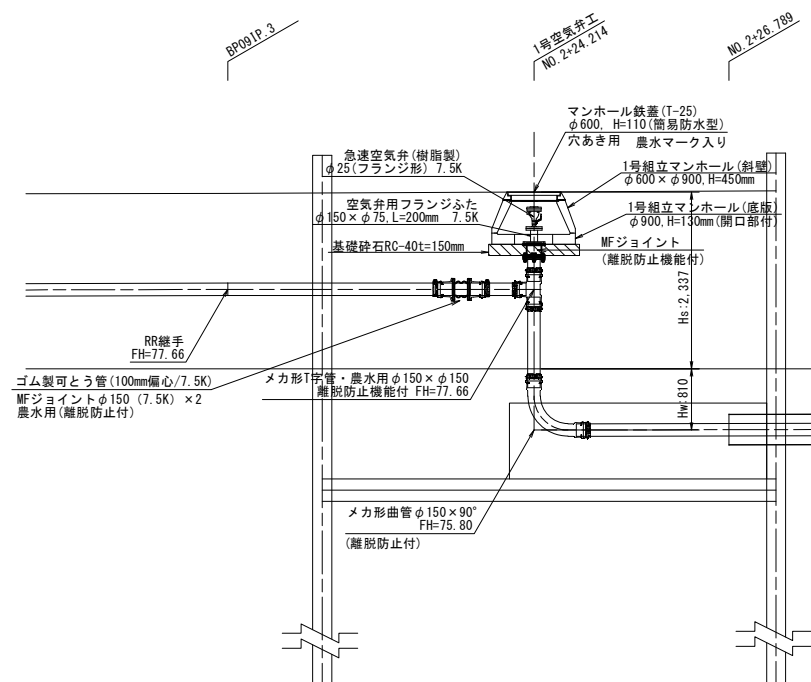 BP09IP.3
1号空気弁工
NO.2+24.214
NO.2+26.789
マンホール鉄蓋(T-25)
φ600, H=110(簡易防水型)
穴あき用 農水マーク入り
急速空気弁(樹脂製)
φ25(フランジ形) 7.5K
1号組立マンホール(斜壁)
φ600×φ900,H=450mm
空気弁用フランジふた
φ150×φ75,L=200mm 7.5K
1号組立マンホール(底版)
φ900,H=130mm(開口部付)
基礎砕石RC-40t=150mm
MFジョイント
(離脱防止機能付)
Hs:2,337
RR継手
FH=77.66
ゴム製可とう管(100mm偏心/7.5K)
MFジョイントφ150 (7.5K) ×2
農水用(離脱防止付)
メカ形T字管・農水用φ150×φ150
離脱防止機能付 FH=77.66
Hw:810
メカ形曲管φ150×90°
FH=75.80
(離脱防止付)